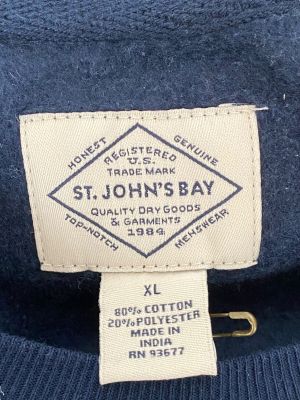 HONEST
GENUINE
REGISTERED
U.S.
TRADE MARK
ST. JOHN'S BAY
QUALITY DRY GOODS
& GARMENTS
1984
TOP-NOTCH
MENSWEAR
XL
80% COTTON
20% POLYESTER
MADE IN
INDIA
RN 93677